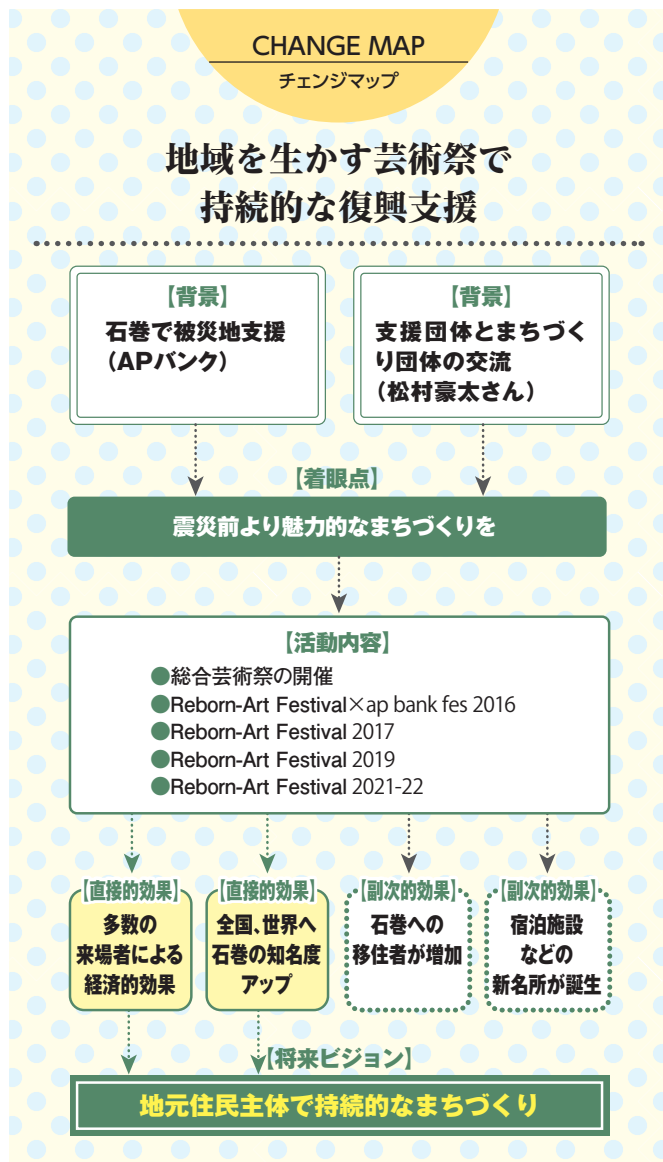 CHANGE MAP
チェンジマップ
地域を生かす芸術祭で
持続的な復興支援
【背景】
石巻で被災地支援
（APバンク）
【背景】
支援団体とまちづく
り団体の交流
（松村豪太さん）
【着眼点】
震災前より魅力的なまちづくりを
【活動内容】
●総合芸術祭の開催
●Reborn-Art Festival×ap bank fes 2016
●Reborn-Art Festival 2017
●Reborn-Art Festival 2019
●Reborn-Art Festival 2021-22
【直接的効果】
多数の
来場者による
経済的効果
【直接的効果】
全国、世界へ
石巻の知名度
アップ
【副次的効果】
石巻への
移住者が増加
【副次的効果】
宿泊施設
などの
新名所が誕生
【将来ビジョン】
地元住民主体で持続的なまちづくり